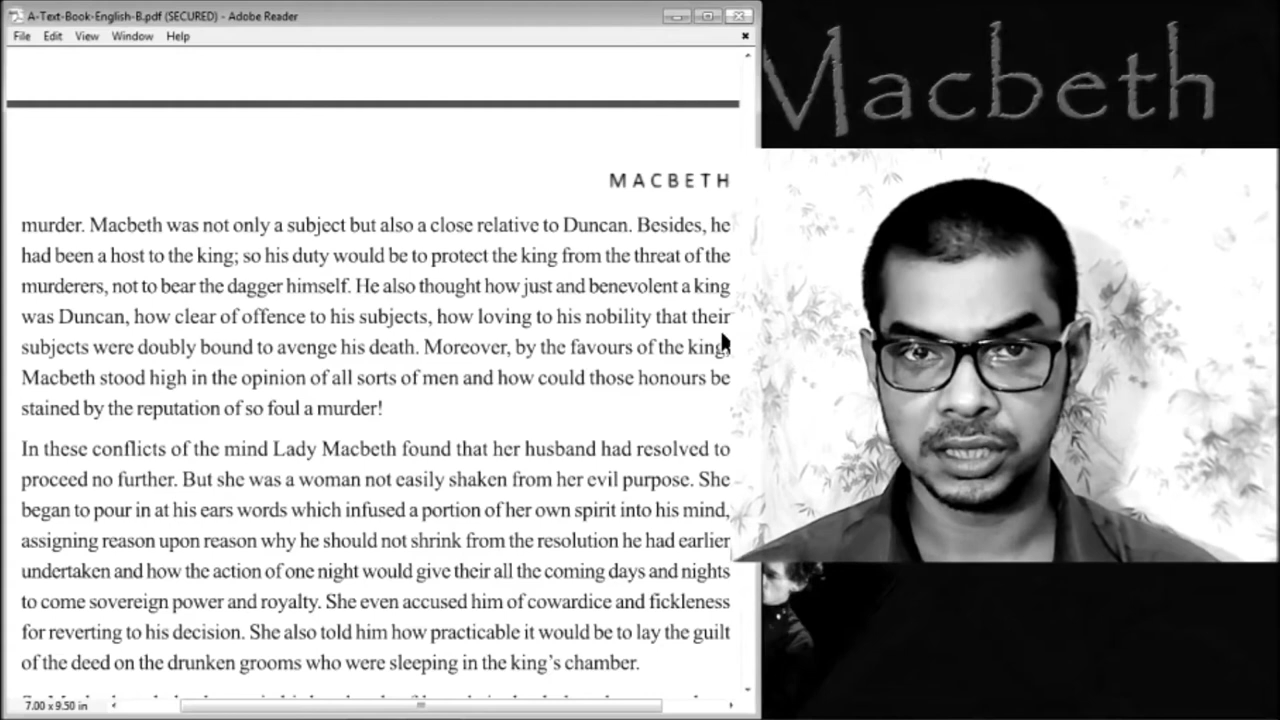 A-Text-Book-English-B.pdf (SECURED) - Adobe Reader
File Edit View Window Help
Macbeth
MACBETH
murder. Macbeth was not only a subject but also a close relative to Duncan. Besides, he
had been a host to the king; so his duty would be to protect the king from the threat of the
murderers, not to bear the dagger himself. He also thought how just and benevolent a king
was Duncan, how clear of offence to his subjects, how loving to his nobility that their
subjects were doubly bound to avenge his death. Moreover, by the favours of the king,
Macbeth stood high in the opinion of all sorts of men and how could those honours be
stained by the reputation of so foul a murder!
In these conflicts of the mind Lady Macbeth found that her husband had resolved to
proceed no further. But she was a woman not easily shaken from her evil purpose. She
began to pour in at his ears words which infused a portion of her own spirit into his mind,
assigning reason upon reason why he should not shrink from the resolution he had earlier
undertaken and how the action of one night would give their all the coming days and nights
to come sovereign power and royalty. She even accused him of cowardice and fickleness
for reverting to his decision. She also told him how practicable it would be to lay the guilt
of the deed on the drunken grooms who were sleeping in the king's chamber.
7.00 x 9.50 in